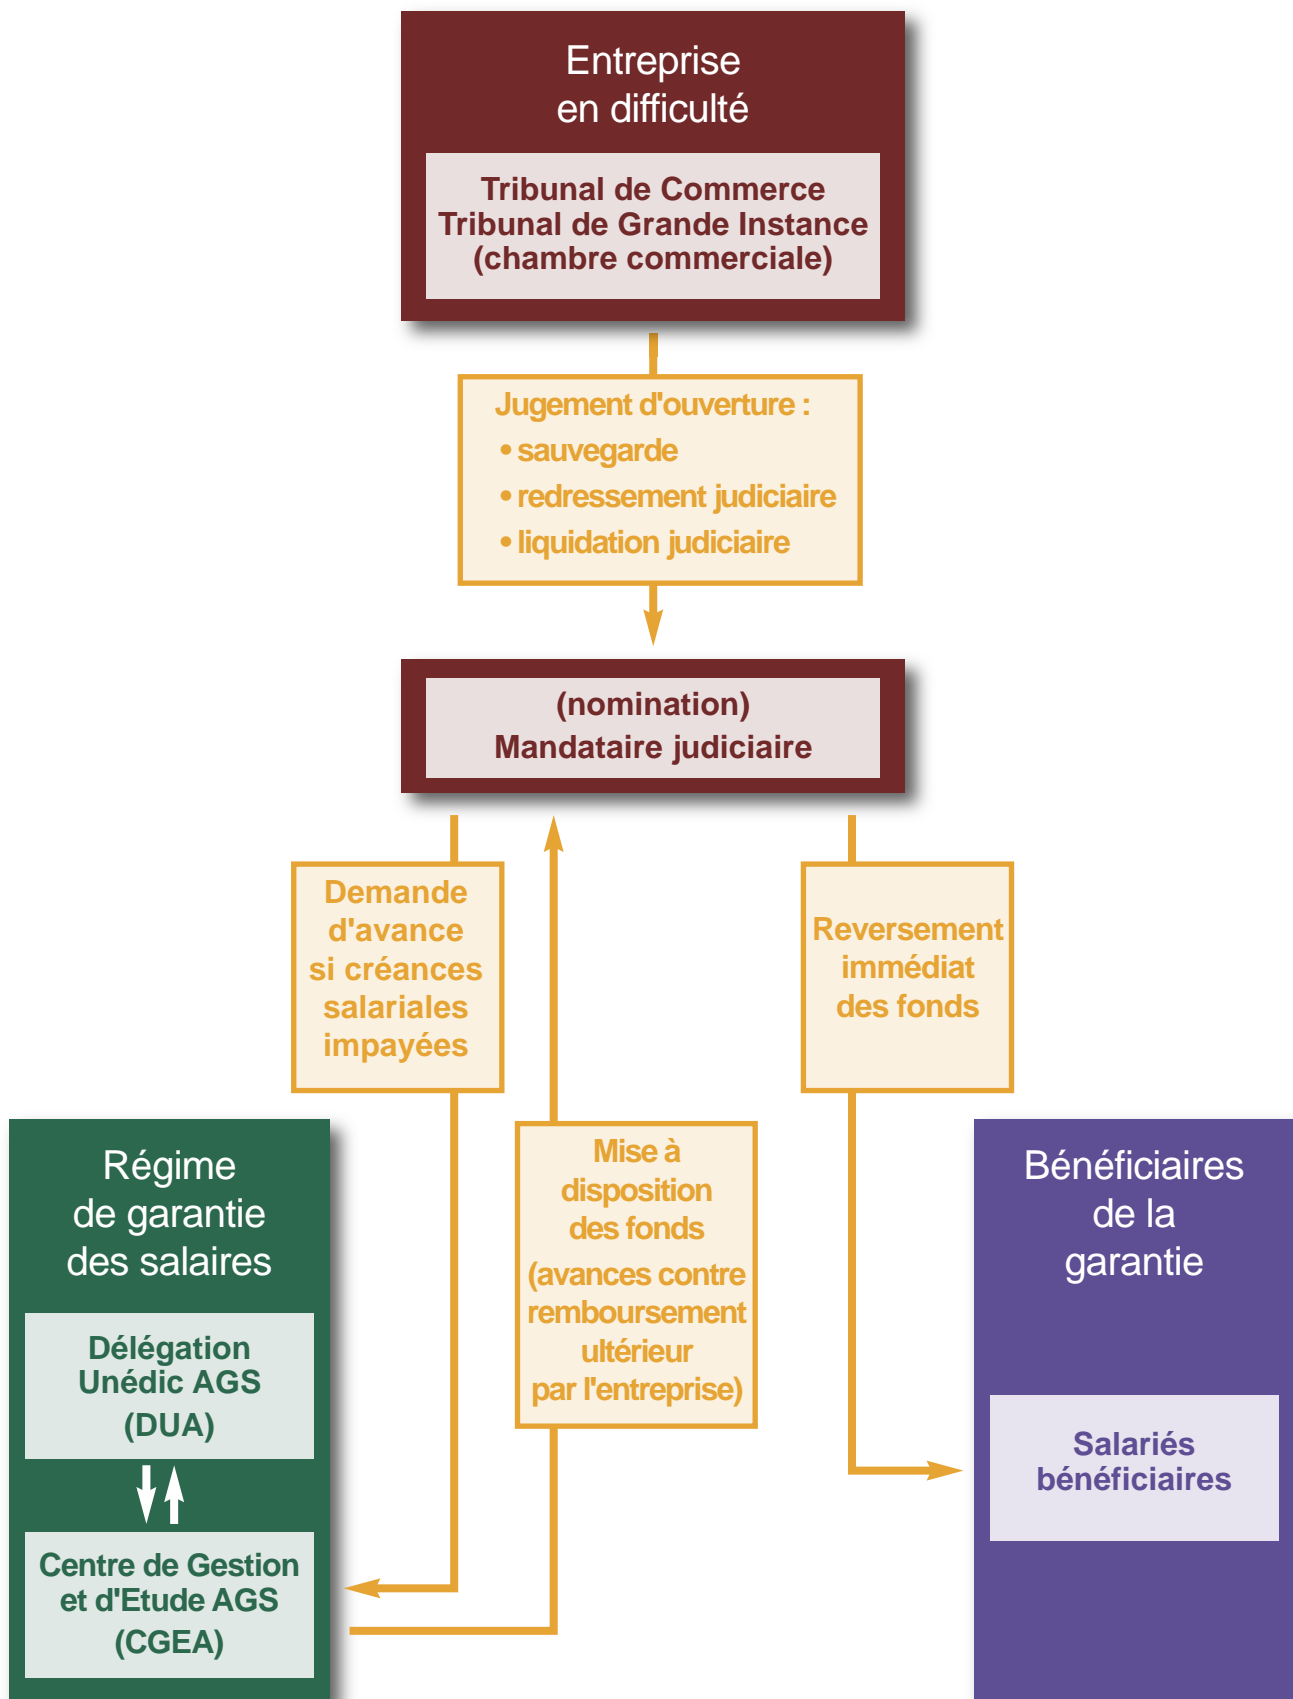 Entreprise
en difficulté
Tribunal de Commerce
Tribunal de Grande Instance
(chambre commerciale)
Jugement d'ouverture :
• sauvegarde
• redressement judiciaire
• liquidation judiciaire
(nomination)
Mandataire judiciaire
Demande
d'avance
si créances
salariales
impayées
Reversement
immédiat
des fonds
Mise à
disposition
des fonds
(avances contre
remboursement
ultérieur
par l'entreprise)
Régime
de garantie
des salaires
Délégation
Unédic AGS
(DUA)
Centre de Gestion
et d'Etude AGS
(CGEA)
Bénéficiaires
de la
garantie
Salariés
bénéficiaires